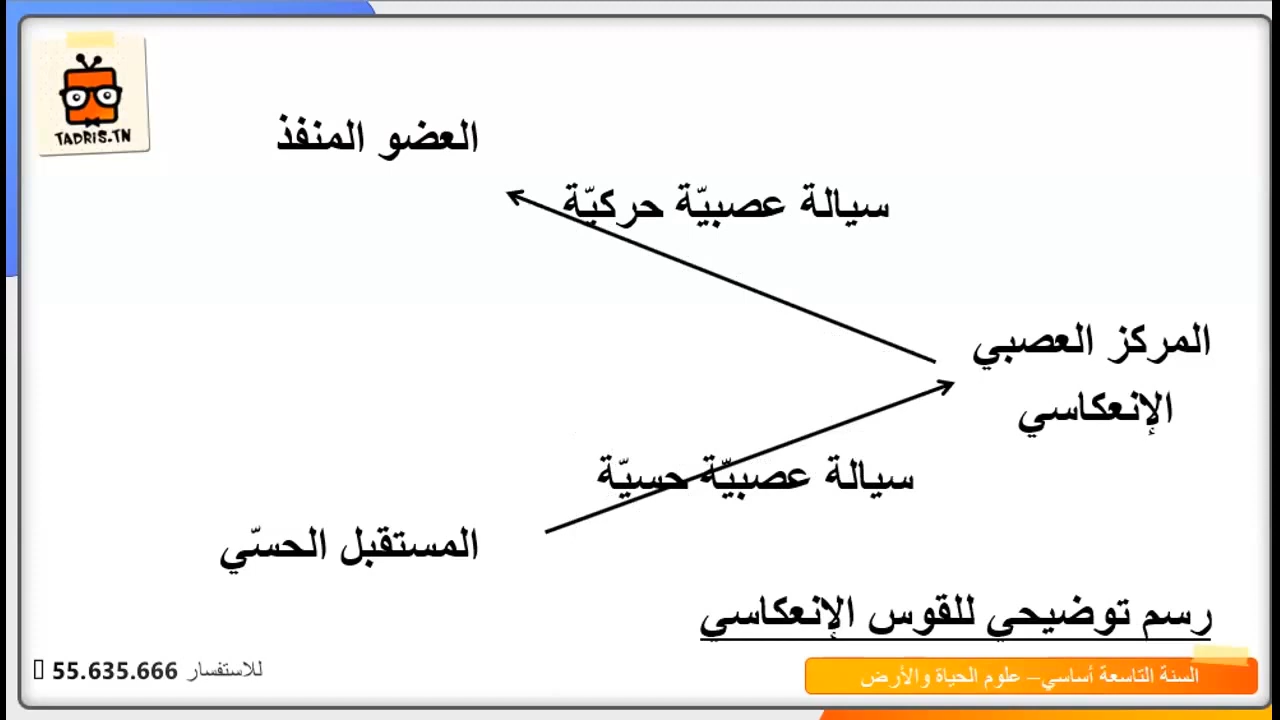 TADRIS.TN
العضو المنفذ
سيالة عصبيّة حركيّة
المركز العصبي
الإنعكاسي
سيالة عصبيّة حسيّة
المستقبل الحسّي
رسم توضيحي للقوس الإنعكاسي
للاستفسار 55.635.666
السنة التاسعة أساسي– علوم الحياة والأرض